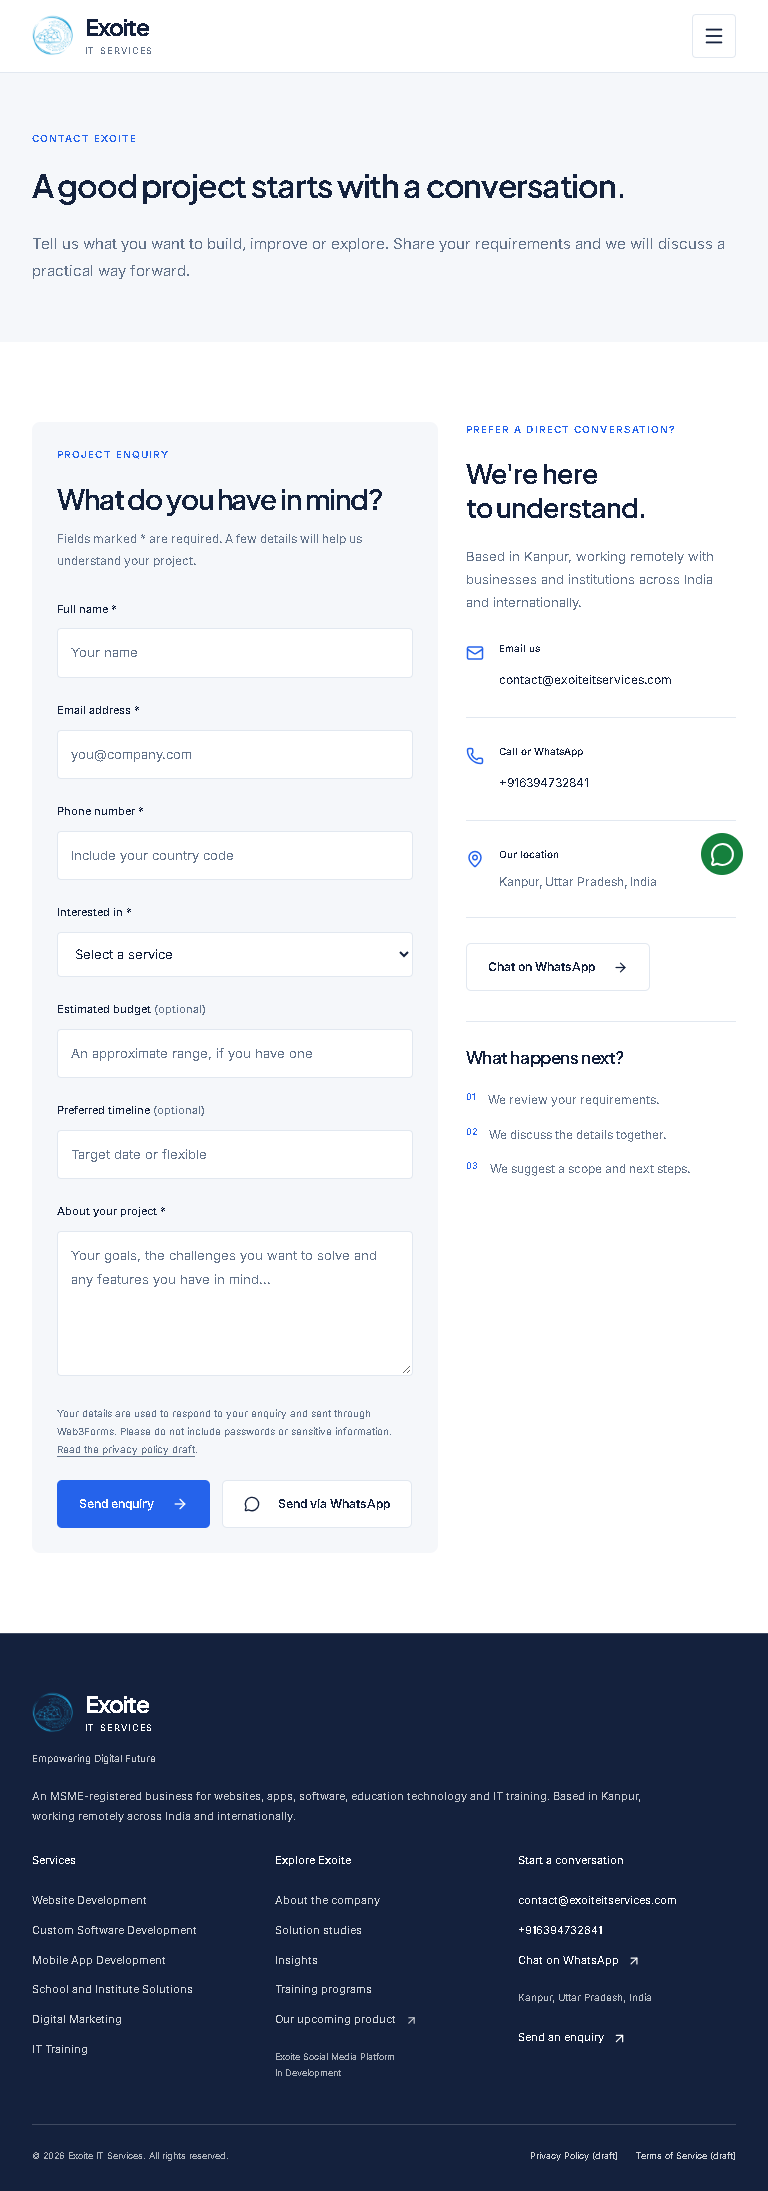 Exoite
IT SERVICES
CONTACT EXOITE
A good project starts with a conversation.
Tell us what you want to build, improve or explore. Share your requirements and we will discuss a
practical way forward.
PROJECT ENQUIRY
What do you have in mind?
Fields marked * are required. A few details will help us
understand your project.
Full name *
Your name
Email address *
you@company.com
Phone number *
Include your country code
Interested in *
Select a service
Estimated budget (optional)
An approximate range, if you have one
Preferred timeline (optional)
Target date or flexible
About your project *
Your goals, the challenges you want to solve and
any features you have in mind...
Your details are used to respond to your enquiry and sent through
Web3Forms. Please do not include passwords or sensitive information.
Read the privacy policy draft.
Send enquiry
Send via WhatsApp
PREFER A DIRECT CONVERSATION?
We're here
to understand.
Based in Kanpur, working remotely with
businesses and institutions across India
and internationally.
Email us
contact@exoiteitservices.com
Call or WhatsApp
+916394732841
Our location
Kanpur, Uttar Pradesh, India
Chat on WhatsApp
What happens next?
01 We review your requirements.
02 We discuss the details together.
03 We suggest a scope and next steps.
Exoite
IT SERVICES
Empowering Digital Future
An MSME-registered business for websites, apps, software, education technology and IT training. Based in Kanpur,
working remotely across India and internationally.
Services
Website Development
Custom Software Development
Mobile App Development
School and Institute Solutions
Digital Marketing
IT Training
Explore Exoite
About the company
Solution studies
Insights
Training programs
Our upcoming product
Exoite Social Media Platform
In Development
Start a conversation
contact@exoiteitservices.com
+916394732841
Chat on WhatsApp
Kanpur, Uttar Pradesh, India
Send an enquiry
© 2026 Exoite IT Services. All rights reserved.
Privacy Policy (draft)
Terms of Service (draft)